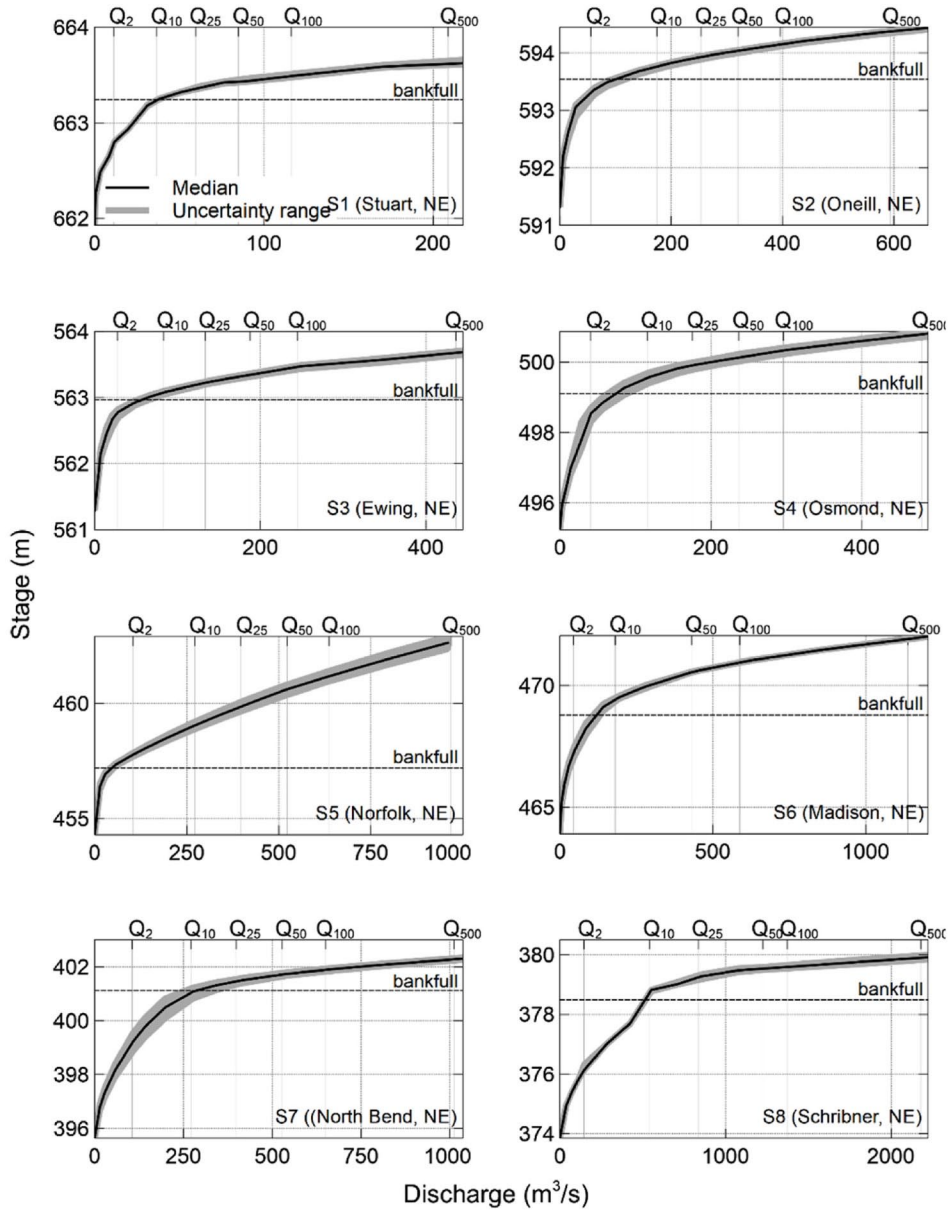 Q2 Q10 Q25 Q50 Q100 Q500
664
bankfull
663
Median
Uncertainty range
S1 (Stuart, NE)
662
0 100 200
Q2 Q10 Q25 Q50 Q100 Q500
594
bankfull
593
592
S2 (Oneill, NE)
591
0 200 400 600
Q2 Q10 Q25 Q50 Q100 Q500
564
bankfull
563
562
S3 (Ewing, NE)
561
0 200 400
Q2 Q10 Q25 Q50 Q100 Q500
500
bankfull
498
496
S4 (Osmond, NE)
0 200 400
Stage (m)
Q2 Q10 Q25 Q50 Q100 Q500
460
bankfull
455
S5 (Norfolk, NE)
0 250 500 750 1000
Q2 Q10 Q50 Q100 Q500
470
bankfull
465
S6 (Madison, NE)
0 500 1000
Q2 Q10 Q25 Q50 Q100 Q500
402
bankfull
400
398
S7 ((North Bend, NE)
396
0 250 500 750 1000
Q2 Q10 Q25 Q50 Q100 Q500
380
bankfull
378
376
S8 (Schribner, NE)
374
0 1000 2000
Discharge (m³/s)